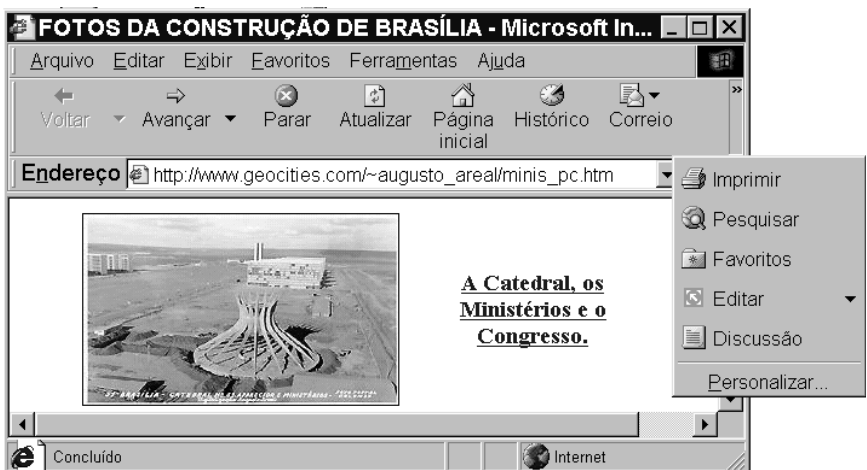 FOTOS DA CONSTRUÇÃO DE BRASÍLIA - Microsoft In...
Arquivo Editar Exibir Favoritos Ferramentas Ajuda
Voltar Avançar Parar Atualizar Página inicial Histórico Correio »
Endereço http://www.geocities.com/~augusto_areal/minis_pc.htm
Imprimir
Pesquisar
Favoritos
Editar
Discussão
Personalizar...
A Catedral, os
Ministérios e o
Congresso.
Concluído Internet